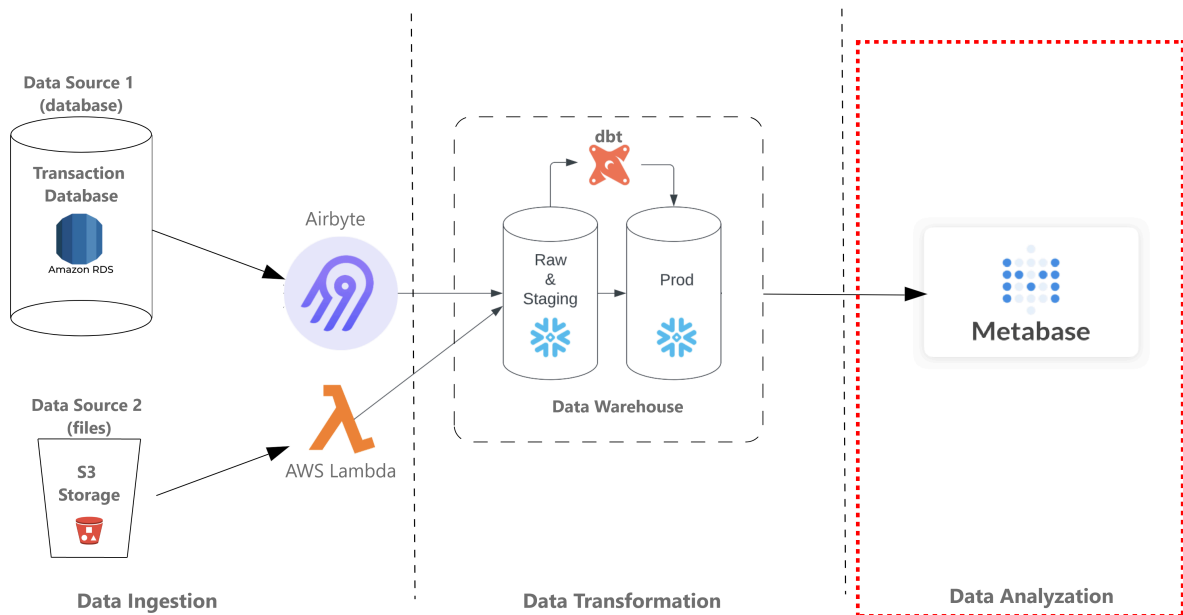 Data Source 1
(database)
Transaction
Database
Amazon RDS
Airbyte
Data Source 2
(files)
S3
Storage
AWS Lambda
Data Ingestion
dbt
Raw
&
Staging
Prod
Data Warehouse
Data Transformation
Metabase
Data Analyzation